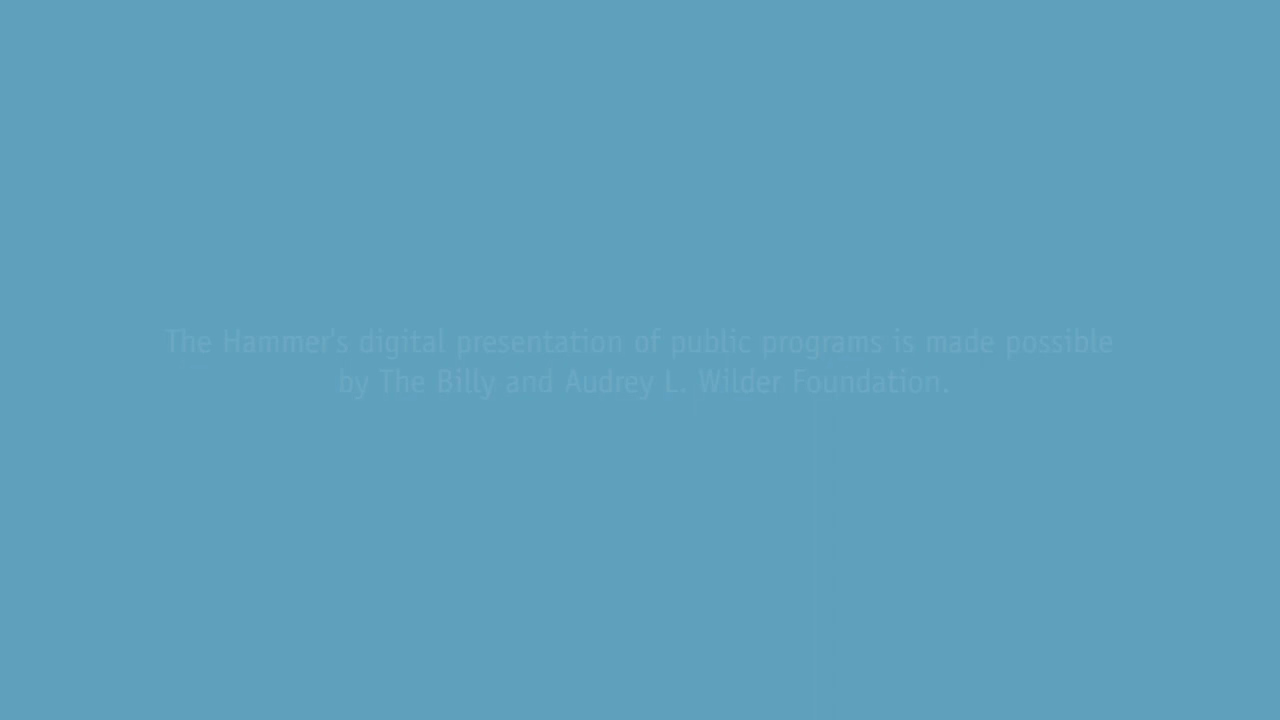 The Hammer's digital presentation of public programs is made possible
by The Billy and Audrey L. Wilder Foundation.